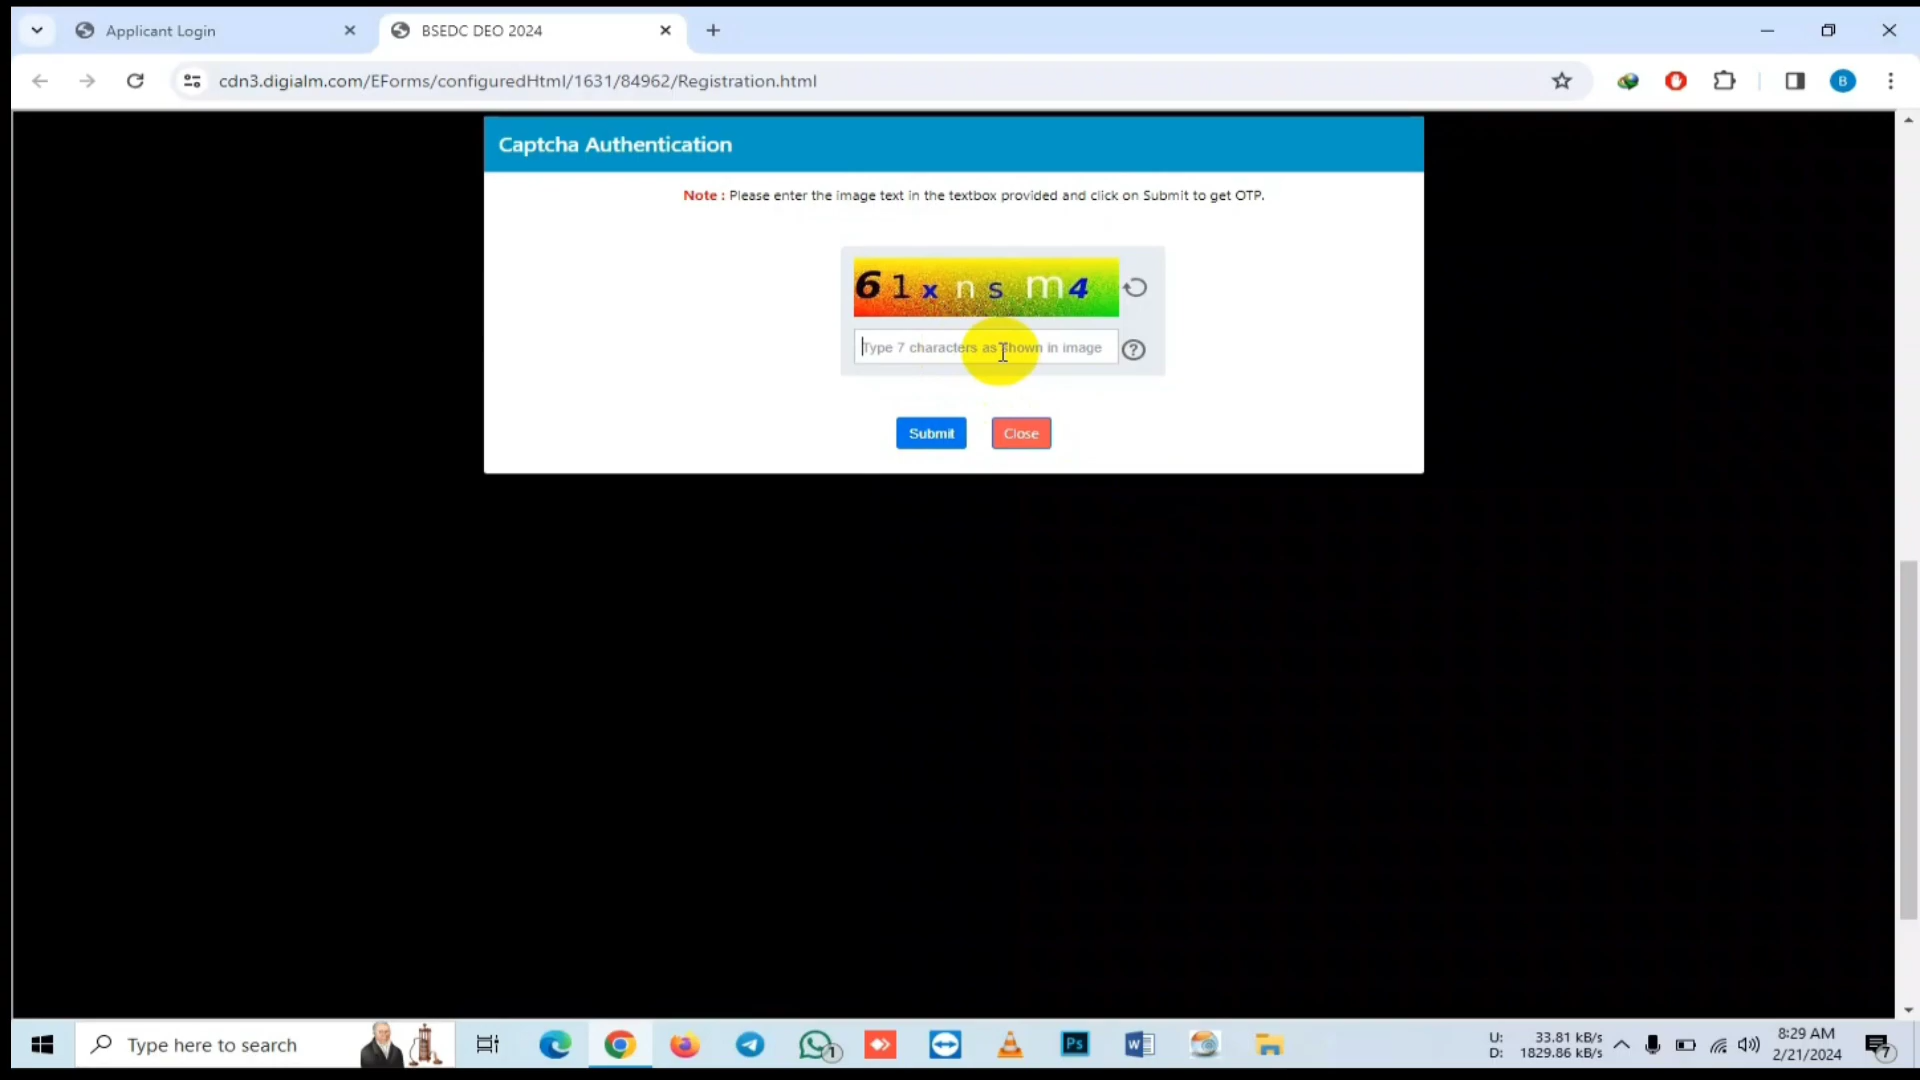 Applicant Login
BSEDC DEO 2024
cdn3.digialm.com/EForms/configuredHtml/1631/84962/Registration.html
B
Captcha Authentication
Note : Please enter the image text in the textbox provided and click on Submit to get OTP.
6 1 x n s m 4
Type 7 characters as shown in image
?
Submit
Close
Type here to search
1
Ps
W
U: 33.81 kB/s
D: 1829.86 kB/s
8:29 AM
2/21/2024
7